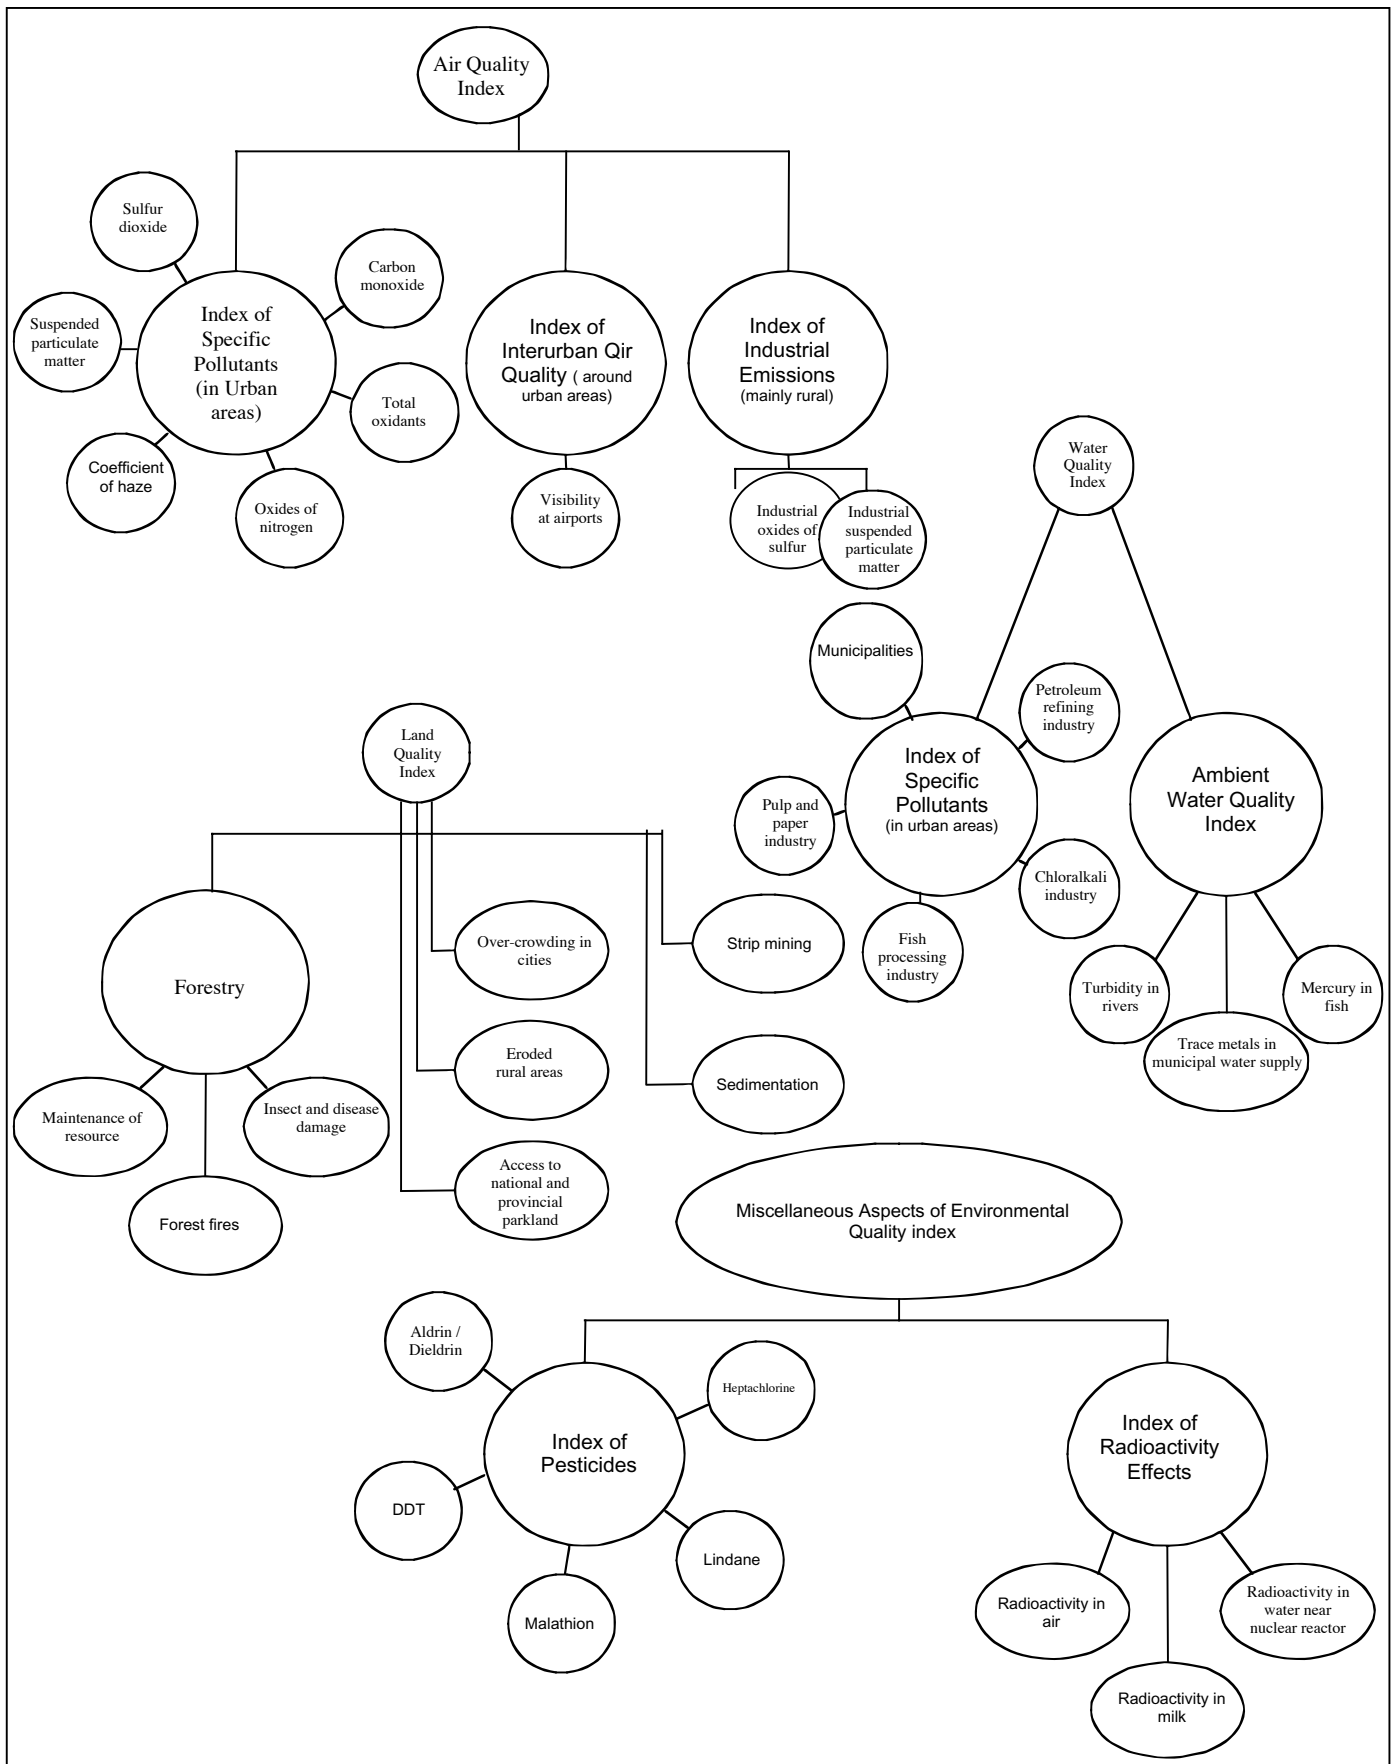 Air Quality
Index
Sulfur
dioxide
Carbon
monoxide
Suspended
particulate
matter
Index of
Specific
Pollutants
(in Urban
areas)
Total
oxidants
Coefficient
of haze
Oxides of
nitrogen
Index of
Interurban Qir
Quality ( around
urban areas)
Visibility
at airports
Index of
Industrial
Emissions
(mainly rural)
Industrial
oxides of
sulfur
Industrial
suspended
particulate
matter
Water
Quality
Index
Municipalities
Petroleum
refining
industry
Index of
Specific
Pollutants
(in urban areas)
Pulp and
paper
industry
Chloralkali
industry
Fish
processing
industry
Ambient
Water Quality
Index
Turbidity in
rivers
Trace metals in
municipal water supply
Mercury in
fish
Land
Quality
Index
Forestry
Maintenance of
resource
Forest fires
Insect and disease
damage
Over-crowding in
cities
Eroded
rural areas
Access to
national and
provincial
parkland
Strip mining
Sedimentation
Miscellaneous Aspects of Environmental
Quality index
Aldrin /
Dieldrin
Heptachlorine
Index of
Pesticides
DDT
Lindane
Malathion
Index of
Radioactivity
Effects
Radioactivity in
air
Radioactivity in
milk
Radioactivity in
water near
nuclear reactor